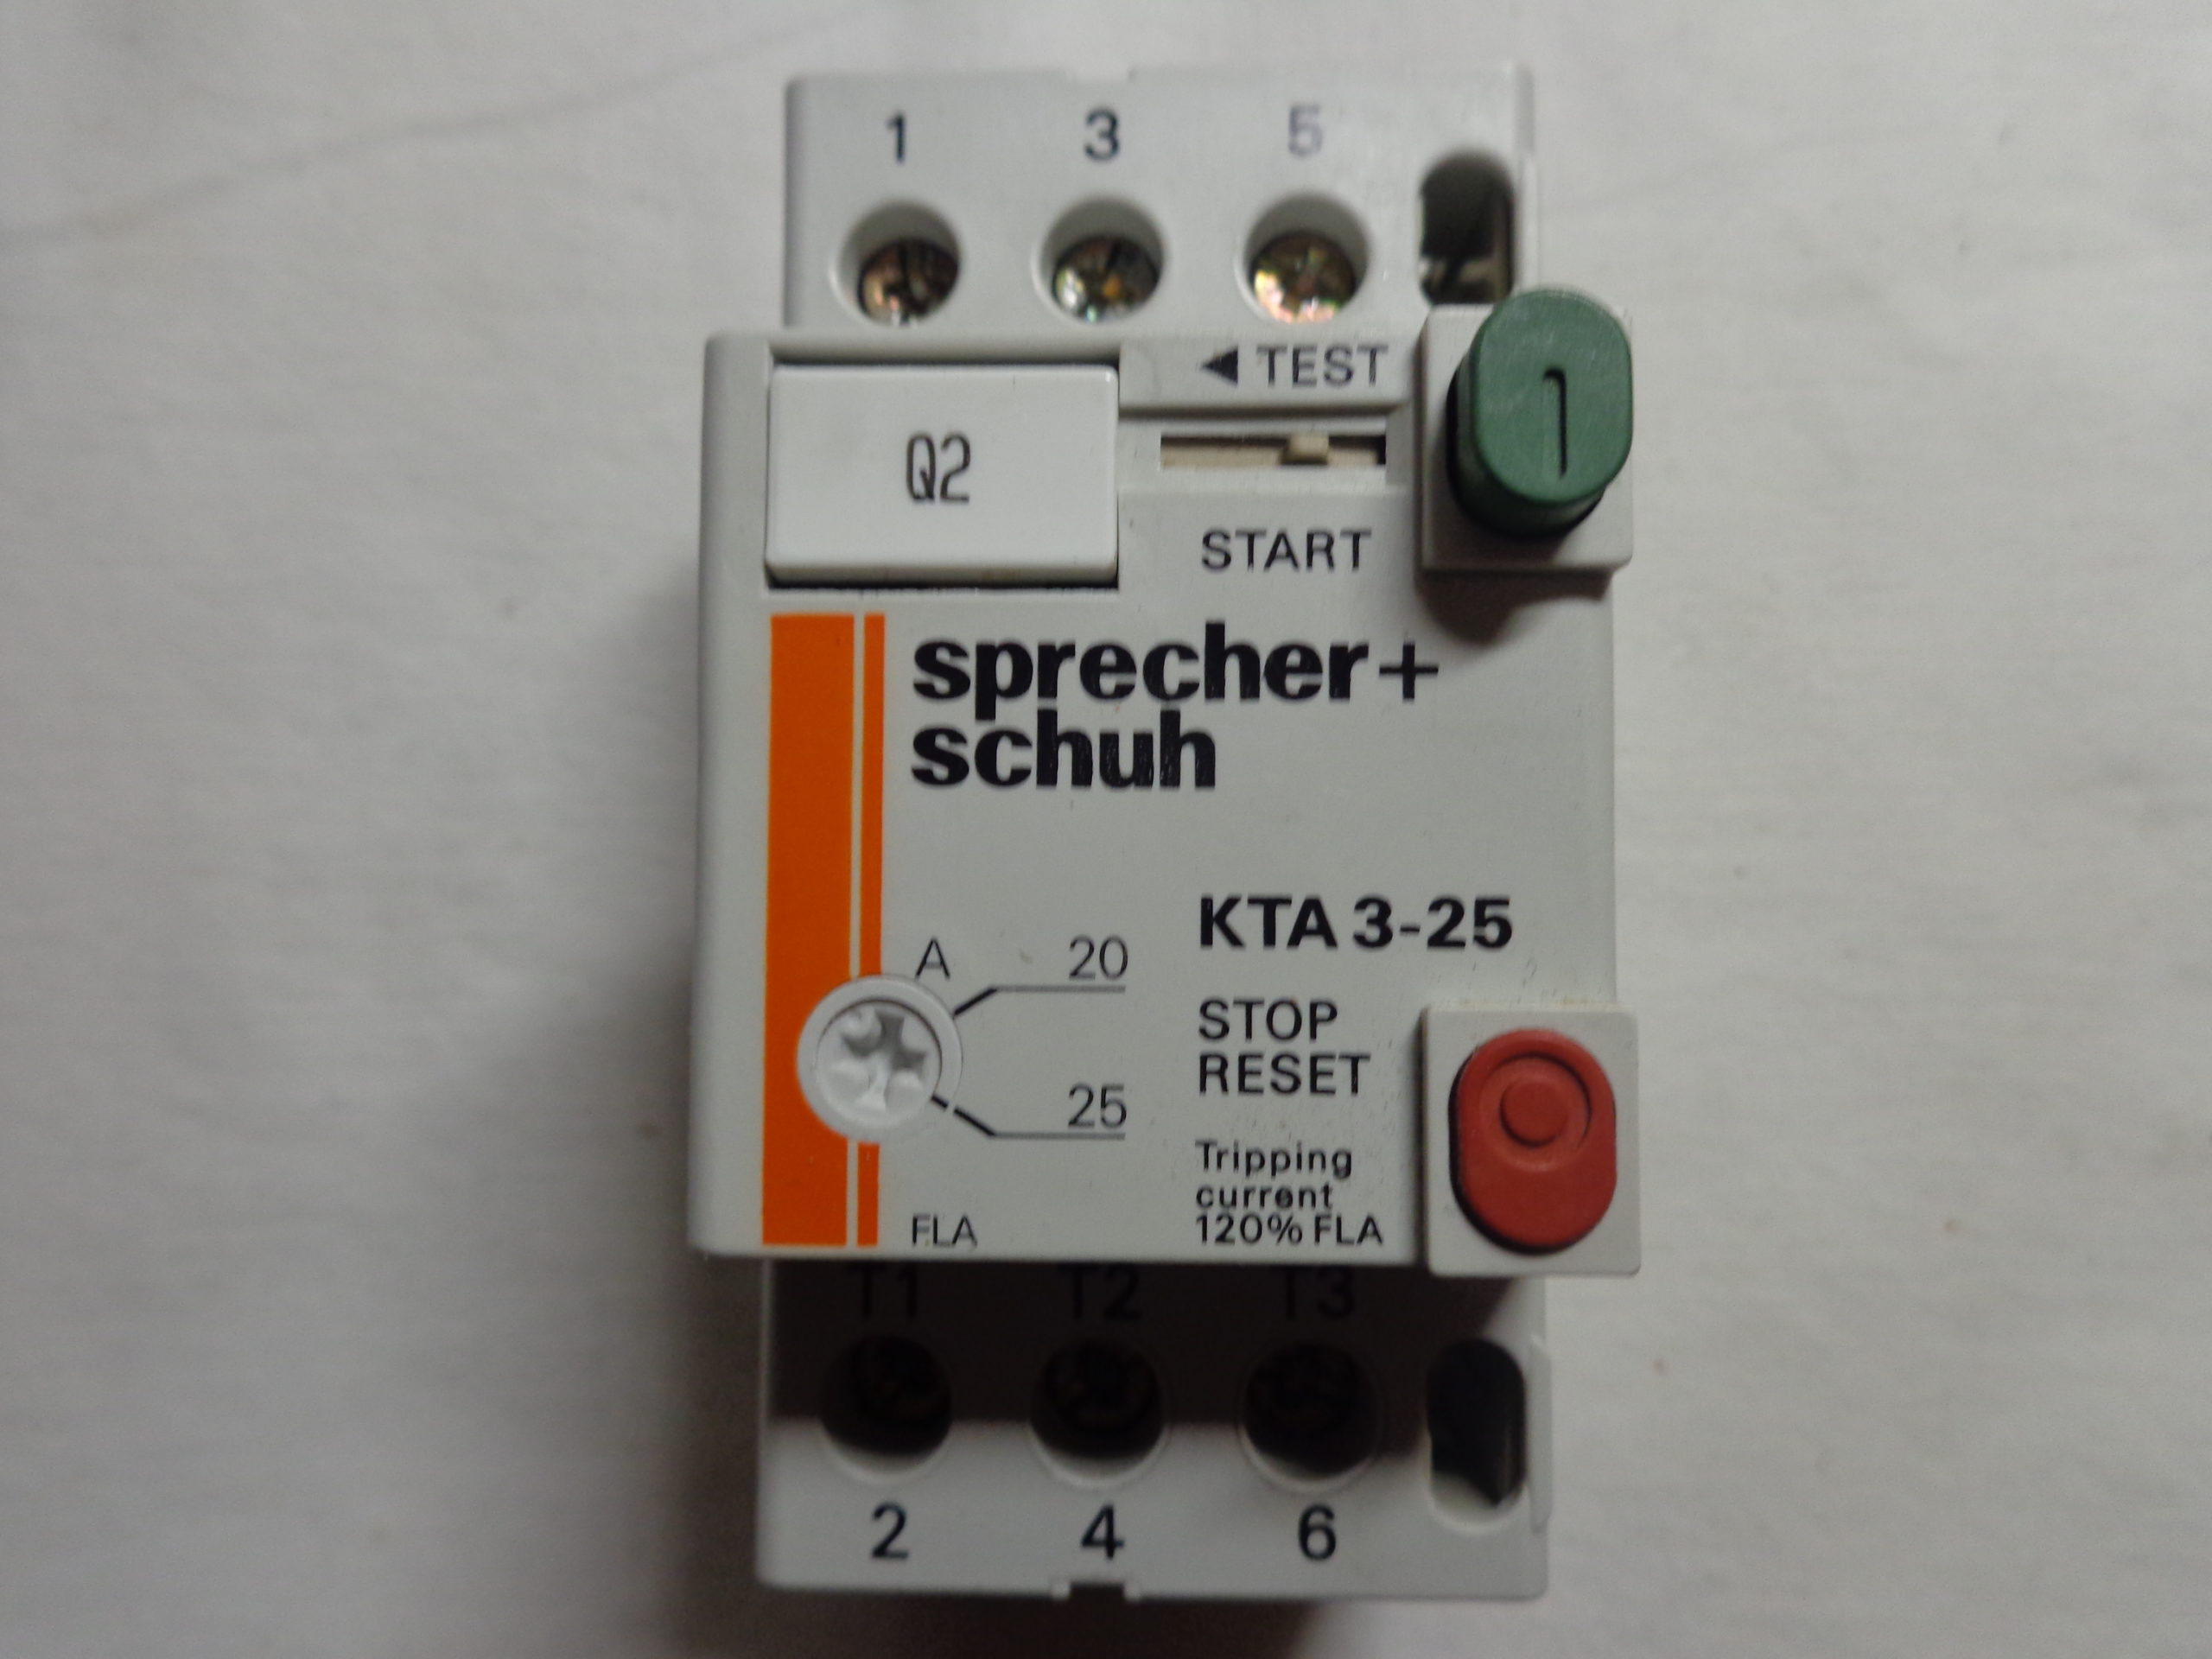 1 3 5
◀ TEST
Q2
START
sprecher+
schuh
KTA 3-25
A 20
25
STOP
RESET
Tripping
current
120% FLA
FLA
T1 T2 T3
2 4 6